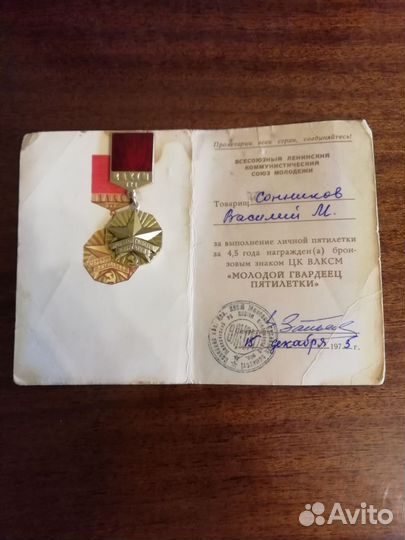 Пролетарии всех стран, соединяйтесь!
ВСЕСОЮЗНЫЙ ЛЕНИНСКИЙ
КОММУНИСТИЧЕСКИЙ
СОЮЗ МОЛОДЕЖИ
Товарищ Сонников
Василий М.
за выполнение личной пятилетки
за 4,5 года награжден(а) брон-
зовым знаком ЦК ВЛКСМ
«МОЛОДОЙ ГВАРДЕЕЦ
ПЯТИЛЕТКИ»
15 декабря 1975 г.
Avito